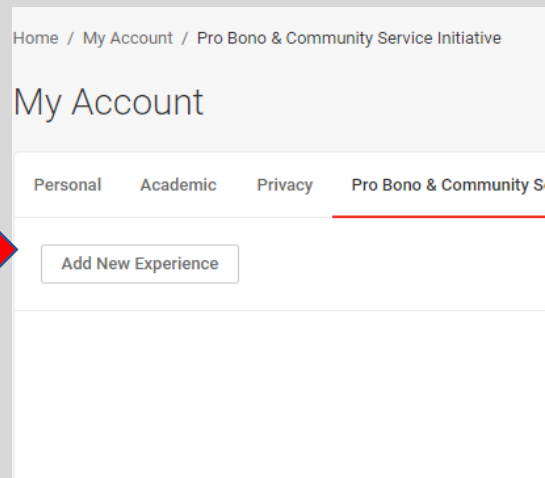 Home / My Account / Pro Bono & Community Service Initiative
My Account
Personal Academic Privacy Pro Bono & Community
Add New Experience